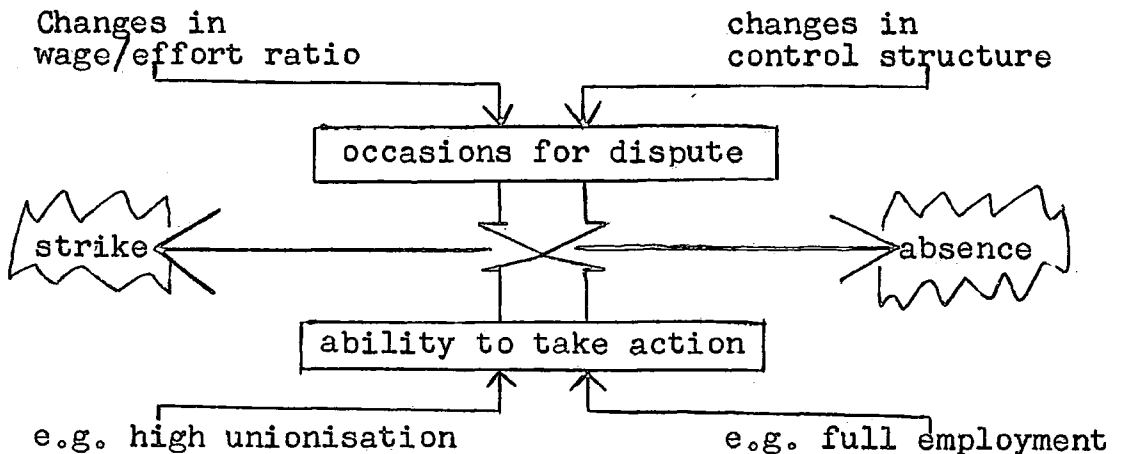 Changes in
wage/effort ratio
changes in
control structure
occasions for dispute
strike
absence
ability to take action
e.g. high unionisation
e.g. full employment